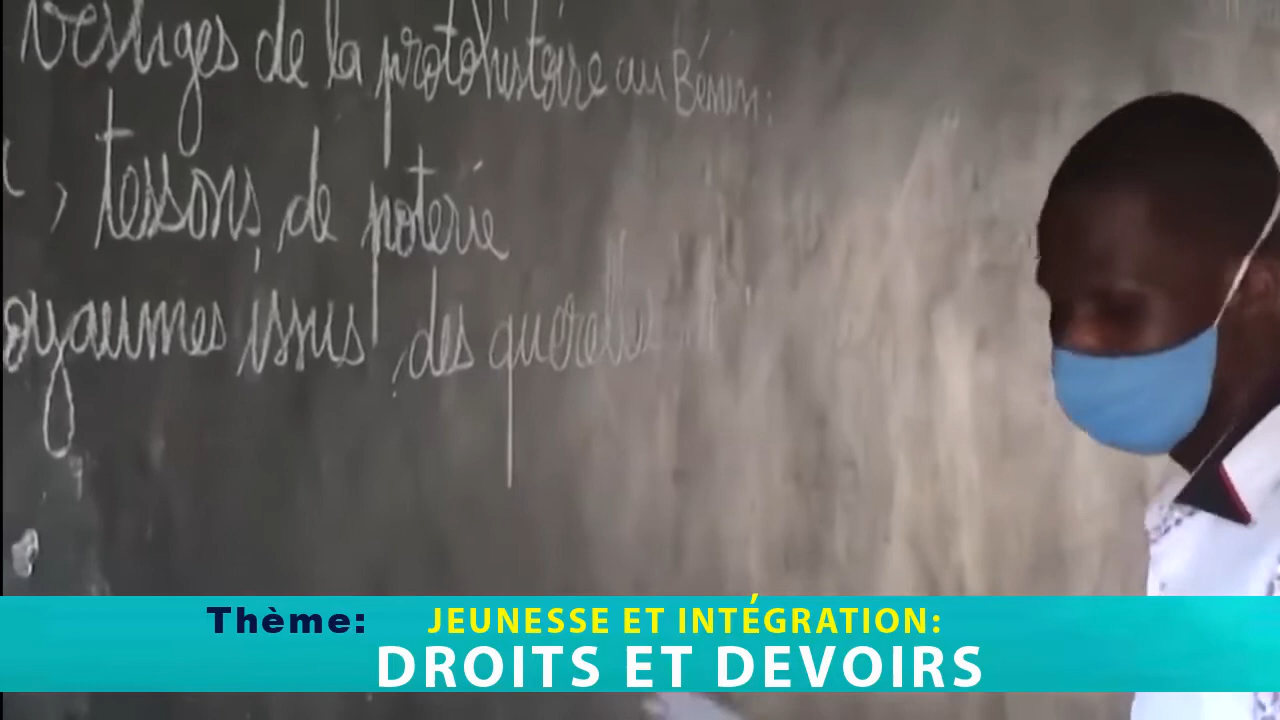 Vestiges de la protohistoire au Bénin:
, tessons de poterie
oyaumes issus des querelles
Thème: JEUNESSE ET INTÉGRATION:
DROITS ET DEVOIRS